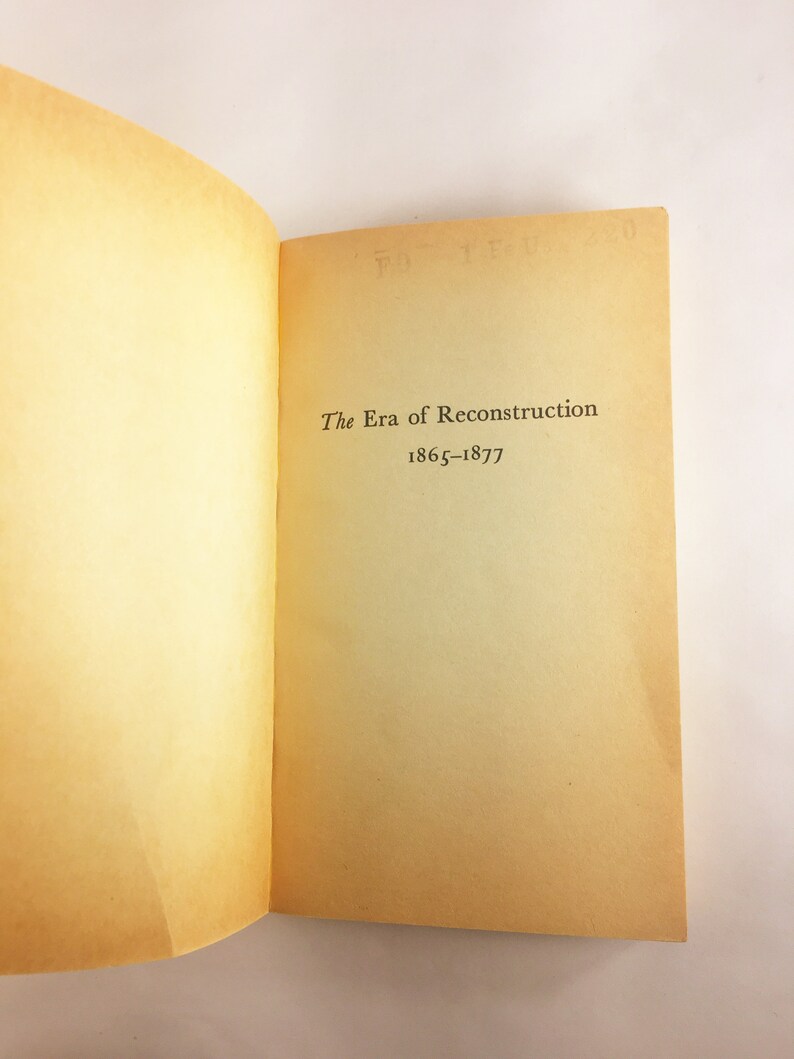 The Era of Reconstruction
1865–1877